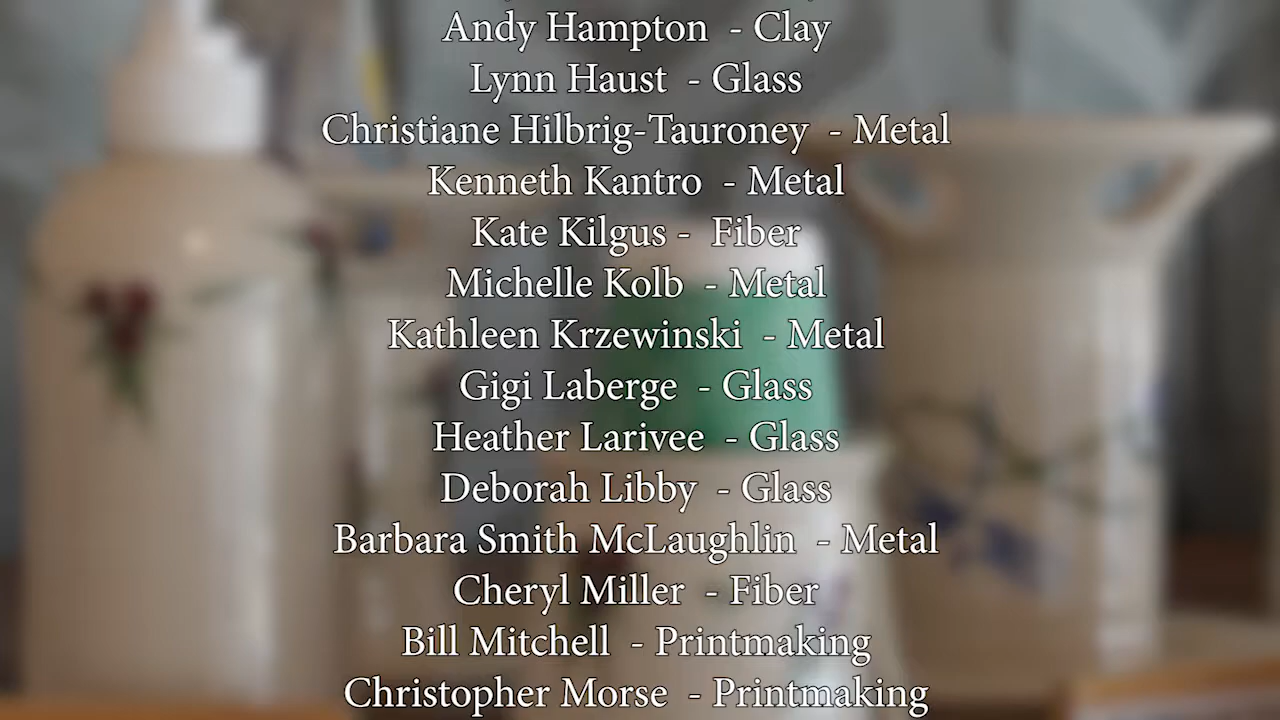 Andy Hampton - Clay
Lynn Haust - Glass
Christiane Hilbrig-Tauroney - Metal
Kenneth Kantro - Metal
Kate Kilgus - Fiber
Michelle Kolb - Metal
Kathleen Krzewinski - Metal
Gigi Laberge - Glass
Heather Larivee - Glass
Deborah Libby - Glass
Barbara Smith McLaughlin - Metal
Cheryl Miller - Fiber
Bill Mitchell - Printmaking
Christopher Morse - Printmaking